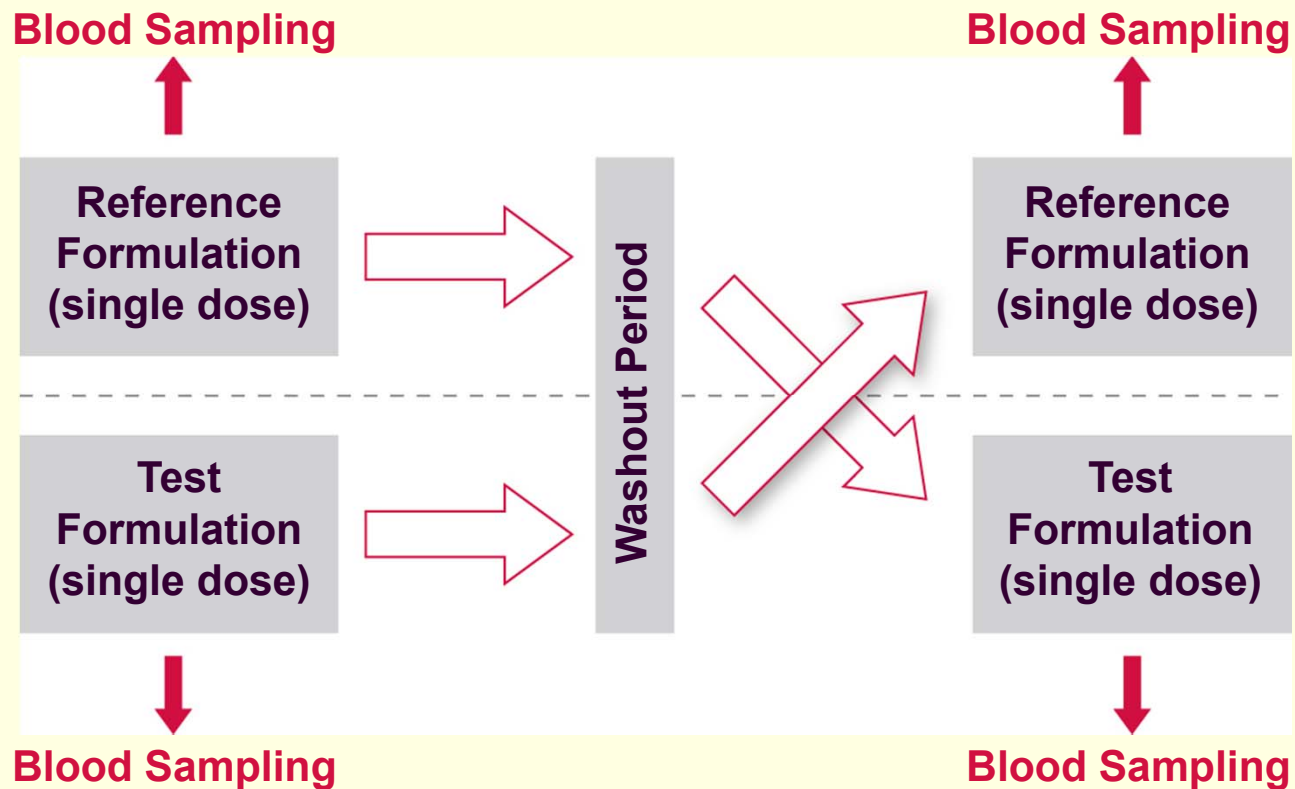 Blood Sampling
Blood Sampling
Reference
Formulation
(single dose)
Washout Period
Reference
Formulation
(single dose)
Test
Formulation
(single dose)
Test
Formulation
(single dose)
Blood Sampling
Blood Sampling